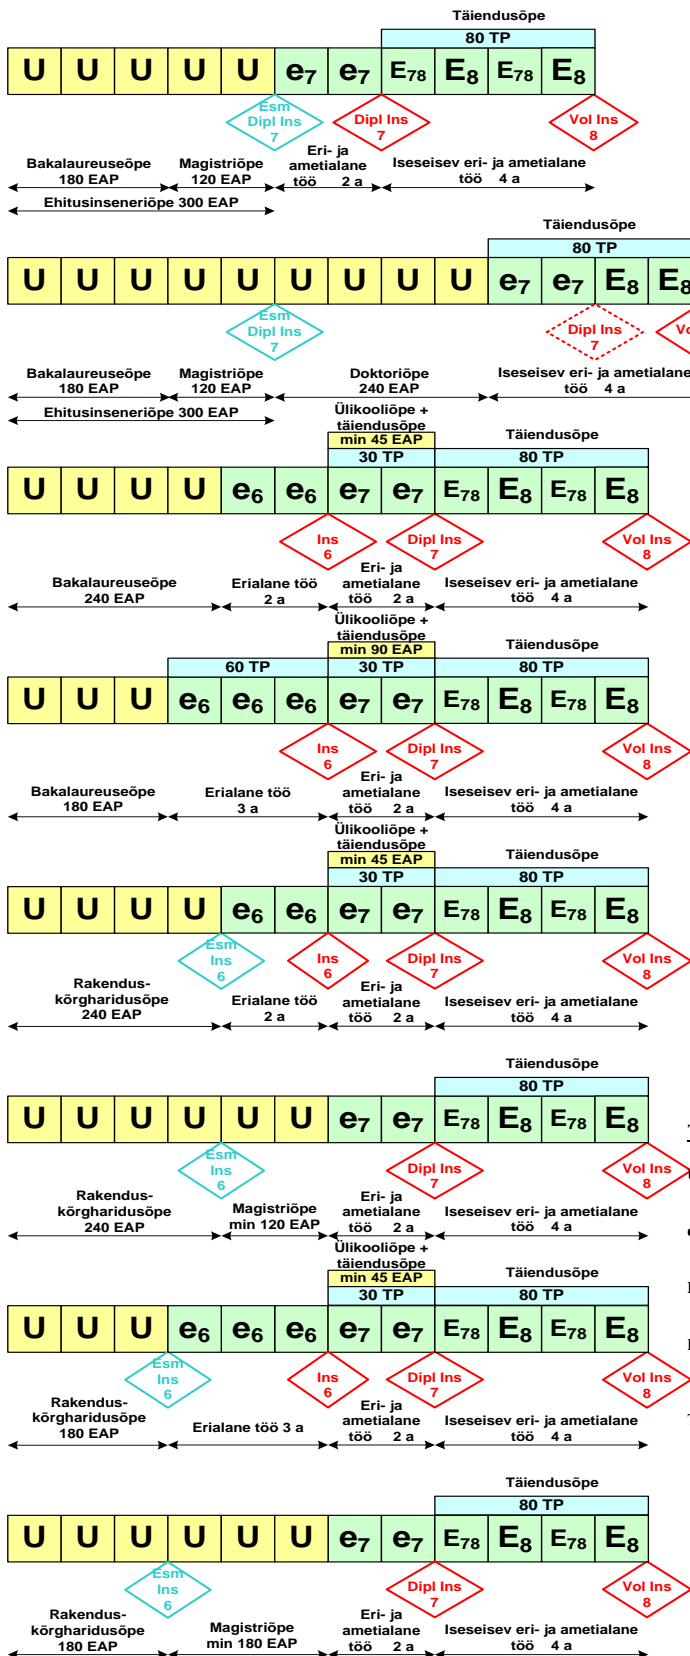 Täiendusõpe
80 TP
U U U U U e7 e7 E78 E8 E78 E8
Esm Dipl Ins 7
Dipl Ins 7
Vol Ins 8
Bakalaureuseõpe 180 EAP
Magistriõpe 120 EAP
Eri- ja ametialane töö 2 a
Iseseisev eri- ja ametialane töö 4 a
Ehitusinseneriõpe 300 EAP
Täiendusõpe
80 TP
U U U U U U U U U e7 e7 E8 E8
Esm Dipl Ins 7
Dipl Ins 7
Bakalaureuseõpe 180 EAP
Magistriõpe 120 EAP
Doktoriõpe 240 EAP
Iseseisev eri- ja ametialane töö 4 a
Ehitusinseneriõpe 300 EAP
Ülikooliõpe + täiendusõpe
min 45 EAP
Täiendusõpe
30 TP
80 TP
U U U U e6 e6 e7 e7 E78 E8 E78 E8
Ins 6
Dipl Ins 7
Vol Ins 8
Bakalaureuseõpe 240 EAP
Erialane töö 2 a
Eri- ja ametialane töö 2 a
Iseseisev eri- ja ametialane töö 4 a
Ülikooliõpe + täiendusõpe
min 90 EAP
Täiendusõpe
60 TP
30 TP
80 TP
U U U e6 e6 e6 e7 e7 E78 E8 E78 E8
Ins 6
Dipl Ins 7
Vol Ins 8
Bakalaureuseõpe 180 EAP
Erialane töö 3 a
Eri- ja ametialane töö 2 a
Iseseisev eri- ja ametialane töö 4 a
Ülikooliõpe + täiendusõpe
min 45 EAP
Täiendusõpe
30 TP
80 TP
U U U U e6 e6 e7 e7 E78 E8 E78 E8
Esm Ins 6
Ins 6
Dipl Ins 7
Vol Ins 8
Rakendus-kõrgharidusõpe 240 EAP
Erialane töö 2 a
Eri- ja ametialane töö 2 a
Iseseisev eri- ja ametialane töö 4 a
Täiendusõpe
80 TP
U U U U U U e7 e7 E78 E8 E78 E8
Esm Ins 6
Dipl Ins 7
Vol Ins 8
Rakendus-kõrgharidusõpe 240 EAP
Magistriõpe min 120 EAP
Eri- ja ametialane töö 2 a
Iseseisev eri- ja ametialane töö 4 a
Ülikooliõpe + täiendusõpe
min 45 EAP
Täiendusõpe
30 TP
80 TP
U U U e6 e6 e6 e7 e7 E78 E8 E78 E8
Esm Ins 6
Ins 6
Dipl Ins 7
Vol Ins 8
Rakendus-kõrgharidusõpe 180 EAP
Erialane töö 3 a
Eri- ja ametialane töö 2 a
Iseseisev eri- ja ametialane töö 4 a
Täiendusõpe
80 TP
U U U U U U e7 e7 E78 E8 E78 E8
Esm Ins 6
Dipl Ins 7
Vol Ins 8
Rakendus-kõrgharidusõpe 180 EAP
Magistriõpe min 180 EAP
Eri- ja ametialane töö 2 a
Iseseisev eri- ja ametialane töö 4 a